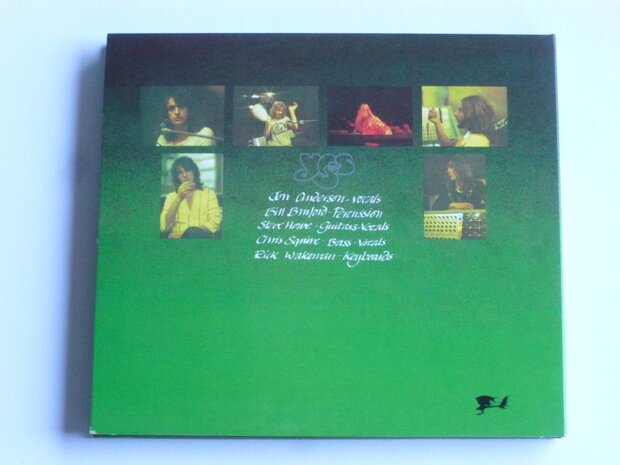 yes
Jon Anderson - vocals
Bill Bruford - Percussion
Steve Howe - Guitars - Vocals
Chris Squire - Bass - Vocals
Rick Wakeman - Keyboards